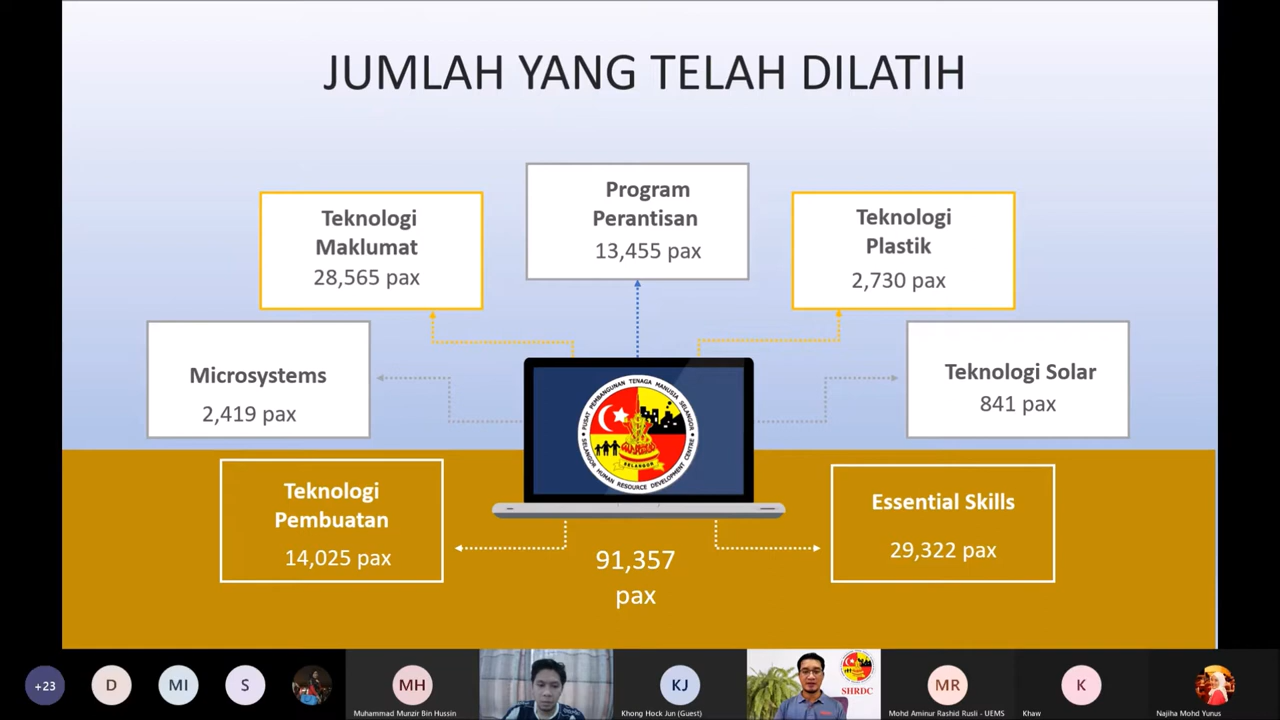 JUMLAH YANG TELAH DILATIH
Program
Perantisan
13,455 pax
Teknologi
Maklumat
28,565 pax
Teknologi
Plastik
2,730 pax
Microsystems
2,419 pax
Teknologi Solar
841 pax
PUSAT PEMBANGUNAN TENAGA MANUSIA SELANGOR
SELANGOR
SELANGOR HUMAN RESOURCE DEVELOPMENT CENTRE
Teknologi
Pembuatan
14,025 pax
Essential Skills
29,322 pax
91,357
pax
+23
D
MI
S
MH
Muhammad Munzir Bin Hussin
KJ
Khong Hock Jun (Guest)
SHRDC
MR
Mohd Aminur Rashid Rusli - UEMS
K
Khaw
Najiha Mohd Yunus